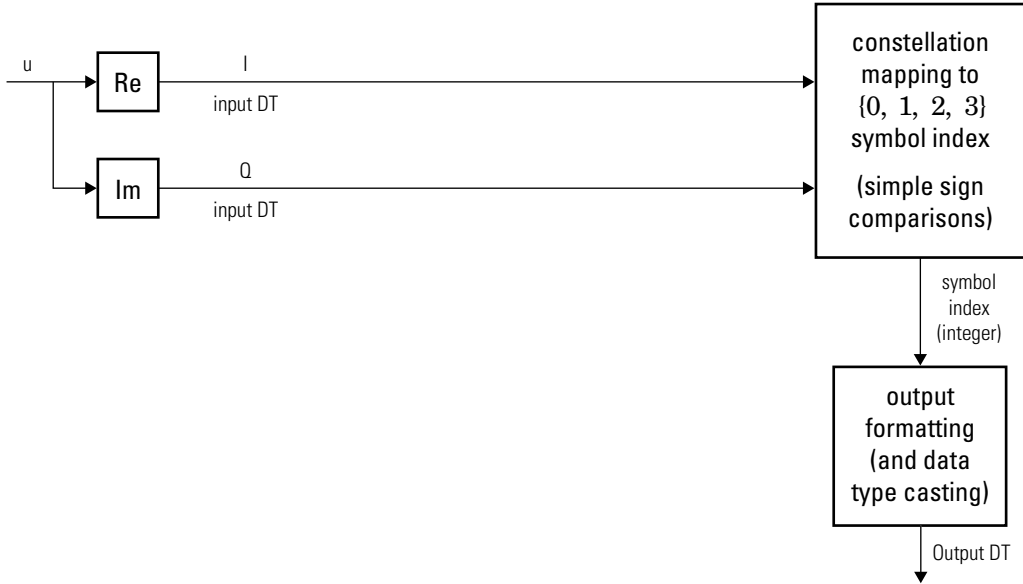 u
Re
I
input DT
Im
Q
input DT
constellation
mapping to
{0, 1, 2, 3}
symbol index
(simple sign
comparisons)
symbol
index
(integer)
output
formatting
(and data
type casting)
Output DT